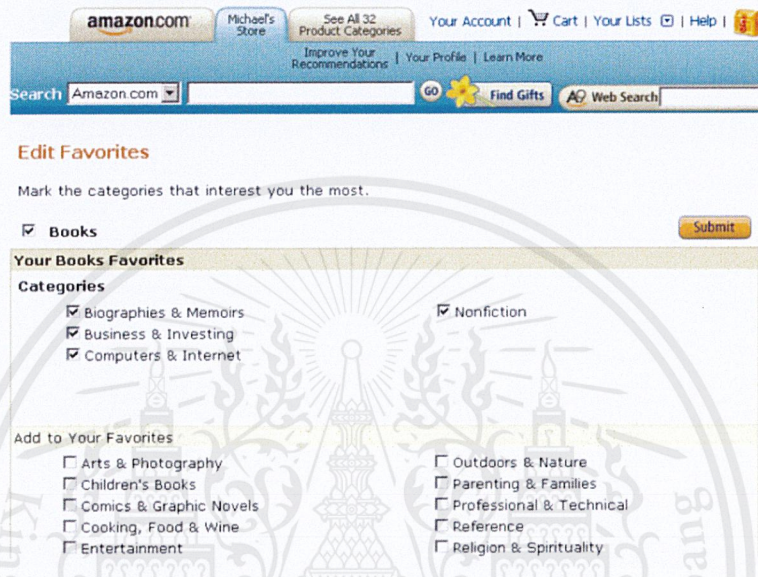 amazon.com
Michael's
Store
See All 32
Product Categories
Your Account | Cart | Your Lists | Help |
Improve Your
Recommendations | Your Profile | Learn More
Search Amazon.com GO Find Gifts A9 Web Search
Edit Favorites
Mark the categories that interest you the most.
Books
Submit
Your Books Favorites
Categories
Biographies & Memoirs
Nonfiction
Business & Investing
Computers & Internet
Add to Your Favorites
Arts & Photography
Outdoors & Nature
Children's Books
Parenting & Families
Comics & Graphic Novels
Professional & Technical
Cooking, Food & Wine
Reference
Entertainment
Religion & Spirituality